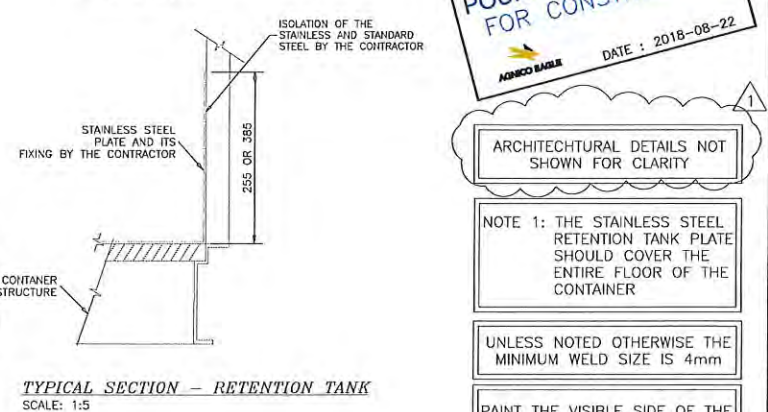 ISOLATION OF THE
STAINLESS AND STANDARD
STEEL BY THE CONTRACTOR
STAINLESS STEEL
PLATE AND ITS
FIXING BY THE CONTRACTOR
255 OR 385
CONTANER
STRUCTURE
TYPICAL SECTION - RETENTION TANK
SCALE: 1:5
FOR
AGNICO EAGLE
DATE : 2018-08-22
1
ARCHITECHTURAL DETAILS NOT
SHOWN FOR CLARITY
NOTE 1: THE STAINLESS STEEL
RETENTION TANK PLATE
SHOULD COVER THE
ENTIRE FLOOR OF THE
CONTAINER
UNLESS NOTED OTHERWISE THE
MINIMUM WELD SIZE IS 4mm
PAINT THE VISIBLE SIDE OF THE